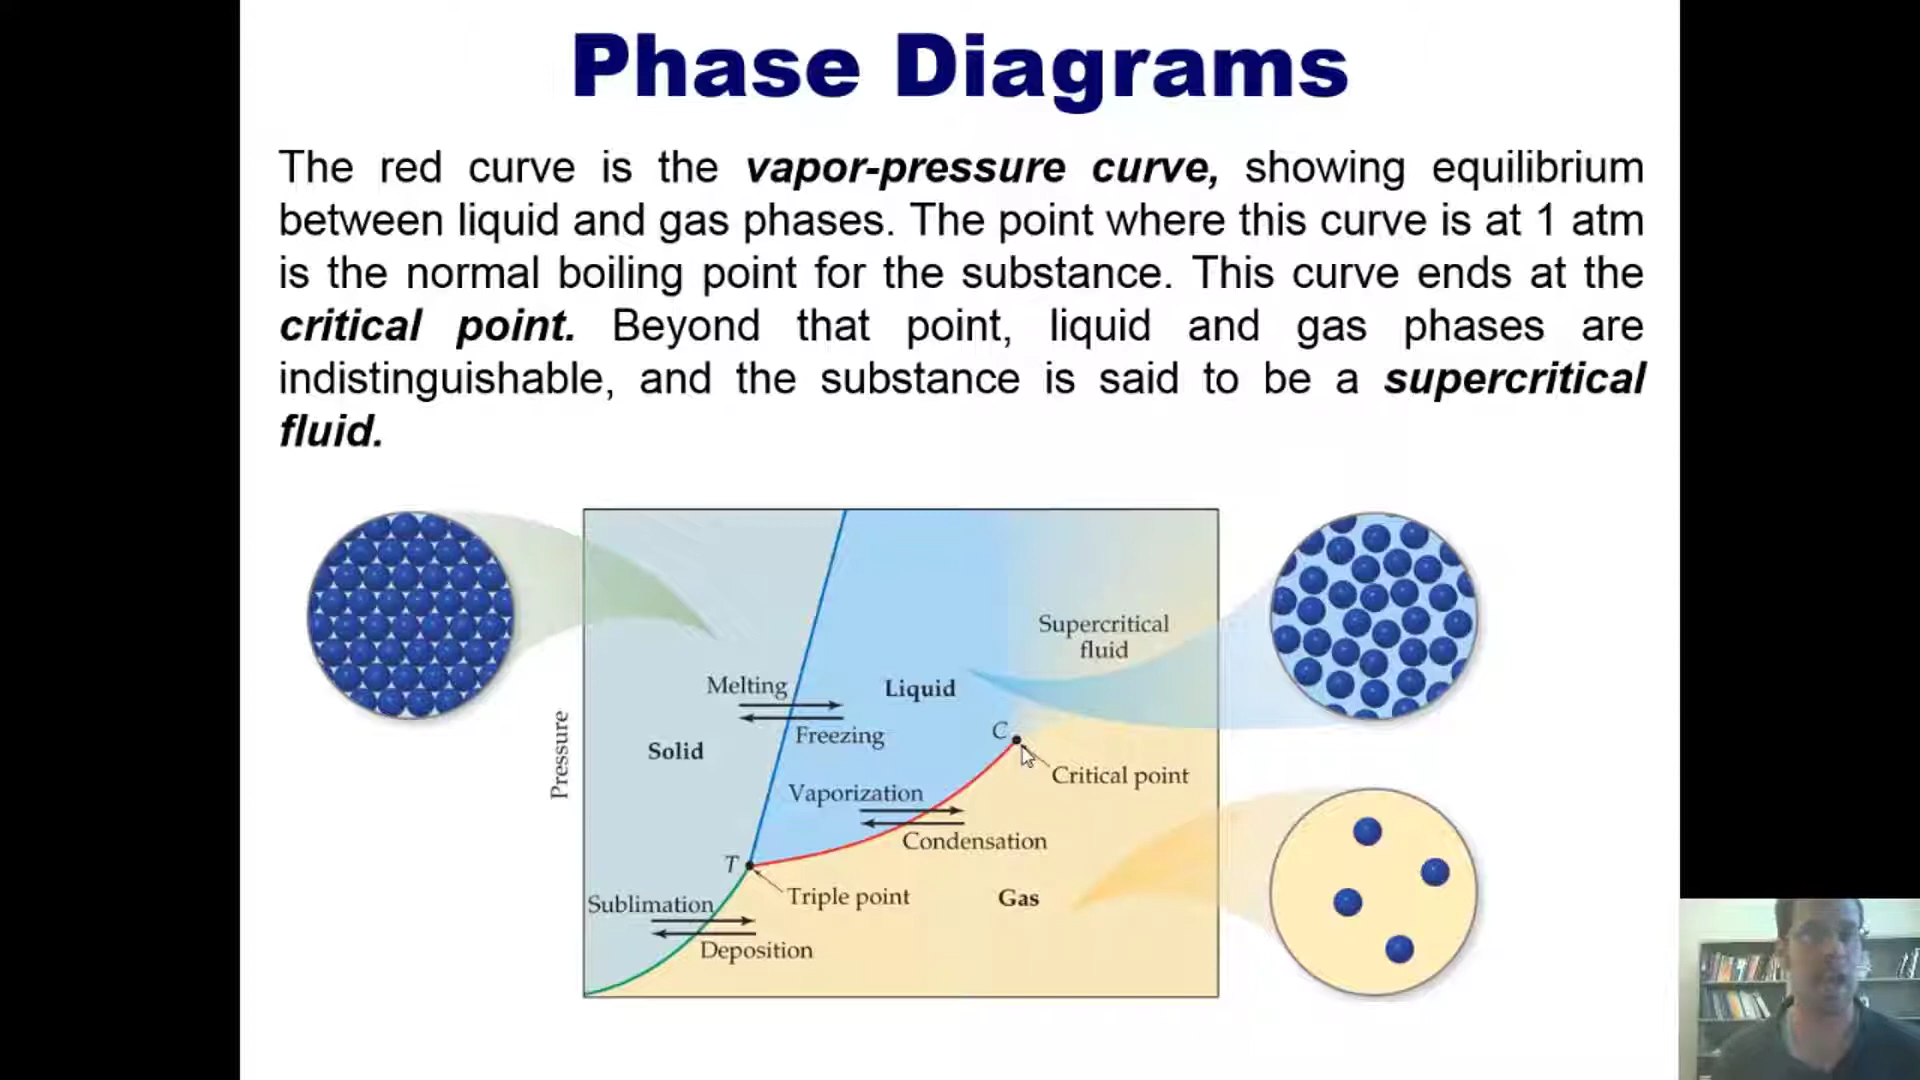 Phase Diagrams
The red curve is the vapor-pressure curve, showing equilibrium
between liquid and gas phases. The point where this curve is at 1 atm
is the normal boiling point for the substance. This curve ends at the
critical point. Beyond that point, liquid and gas phases are
indistinguishable, and the substance is said to be a supercritical
fluid.
Supercritical
fluid
Melting
Liquid
Freezing
C
Solid
Pressure
Critical point
Vaporization
Condensation
T
Triple point
Gas
Sublimation
Deposition